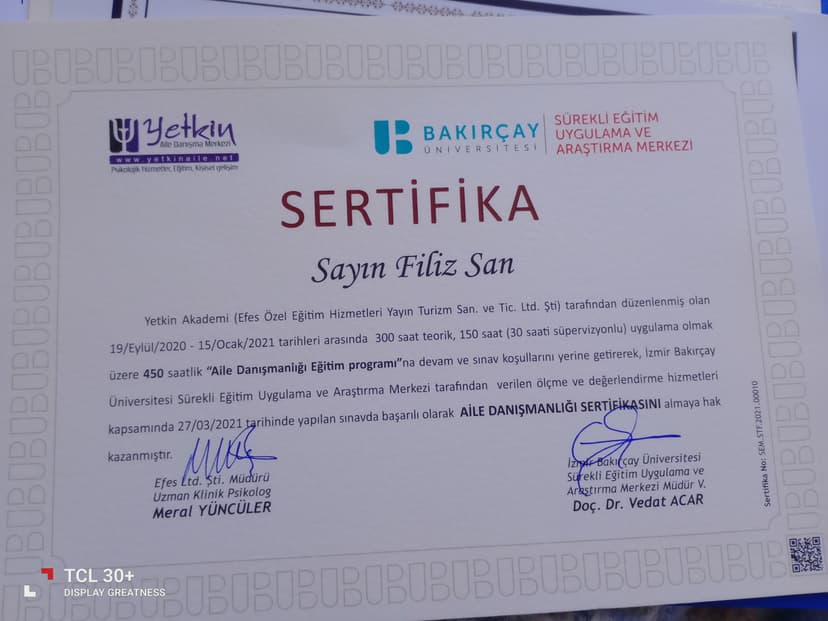 Yetkin
Aile Danışma Merkezi
www.yetkinaile.net
Psikolojik Hizmetler, Eğitim, Kişisel gelişim
BAKIRÇAY
ÜNİVERSİTESİ
SÜREKLİ EĞİTİM
UYGULAMA VE
ARAŞTIRMA MERKEZİ
SERTİFİKA
Sayın Filiz San
Yetkin Akademi (Efes Özel Eğitim Hizmetleri Yayın Turizm San. ve Tic. Ltd. Şti) tarafından düzenlenmiş olan
19/Eylül/2020 - 15/Ocak/2021 tarihleri arasında 300 saat teorik, 150 saat (30 saati süpervizyonlu) uygulama olmak
üzere 450 saatlik “Aile Danışmanlığı Eğitim programı”na devam ve sınav koşullarını yerine getirerek, İzmir Bakırçay
Üniversitesi Sürekli Eğitim Uygulama ve Araştırma Merkezi tarafından verilen ölçme ve değerlendirme hizmetleri
kapsamında 27/03/2021 tarihinde yapılan sınavda başarılı olarak AİLE DANIŞMANLIĞI SERTİFİKASINI almaya hak
kazanmıştır.
Efes Ltd. Şti. Müdürü
Uzman Klinik Psikolog
Meral YÜNCÜLER
İzmir Bakırçay Üniversitesi
Sürekli Eğitim Uygulama ve
Araştırma Merkezi Müdür V.
Doç. Dr. Vedat ACAR
Sertifika No: SEM.STF.2021.00010
TCL 30+
DISPLAY GREATNESS